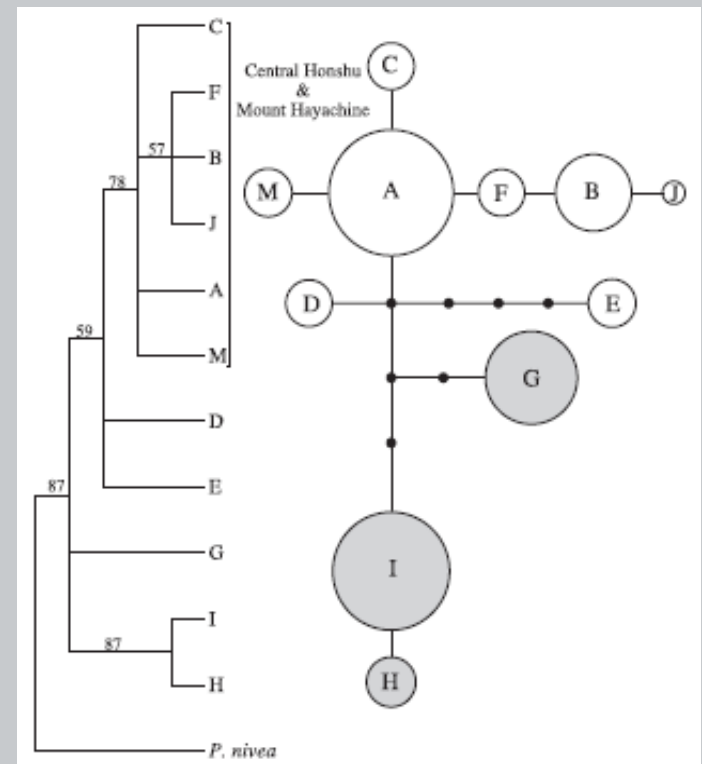 C
F
B
J
A
M
D
E
G
I
H
P. nivea
57
78
59
87
87
Central Honshu
&
Mount Hayachine
C
M
A
F
B
J
D
E
G
I
H